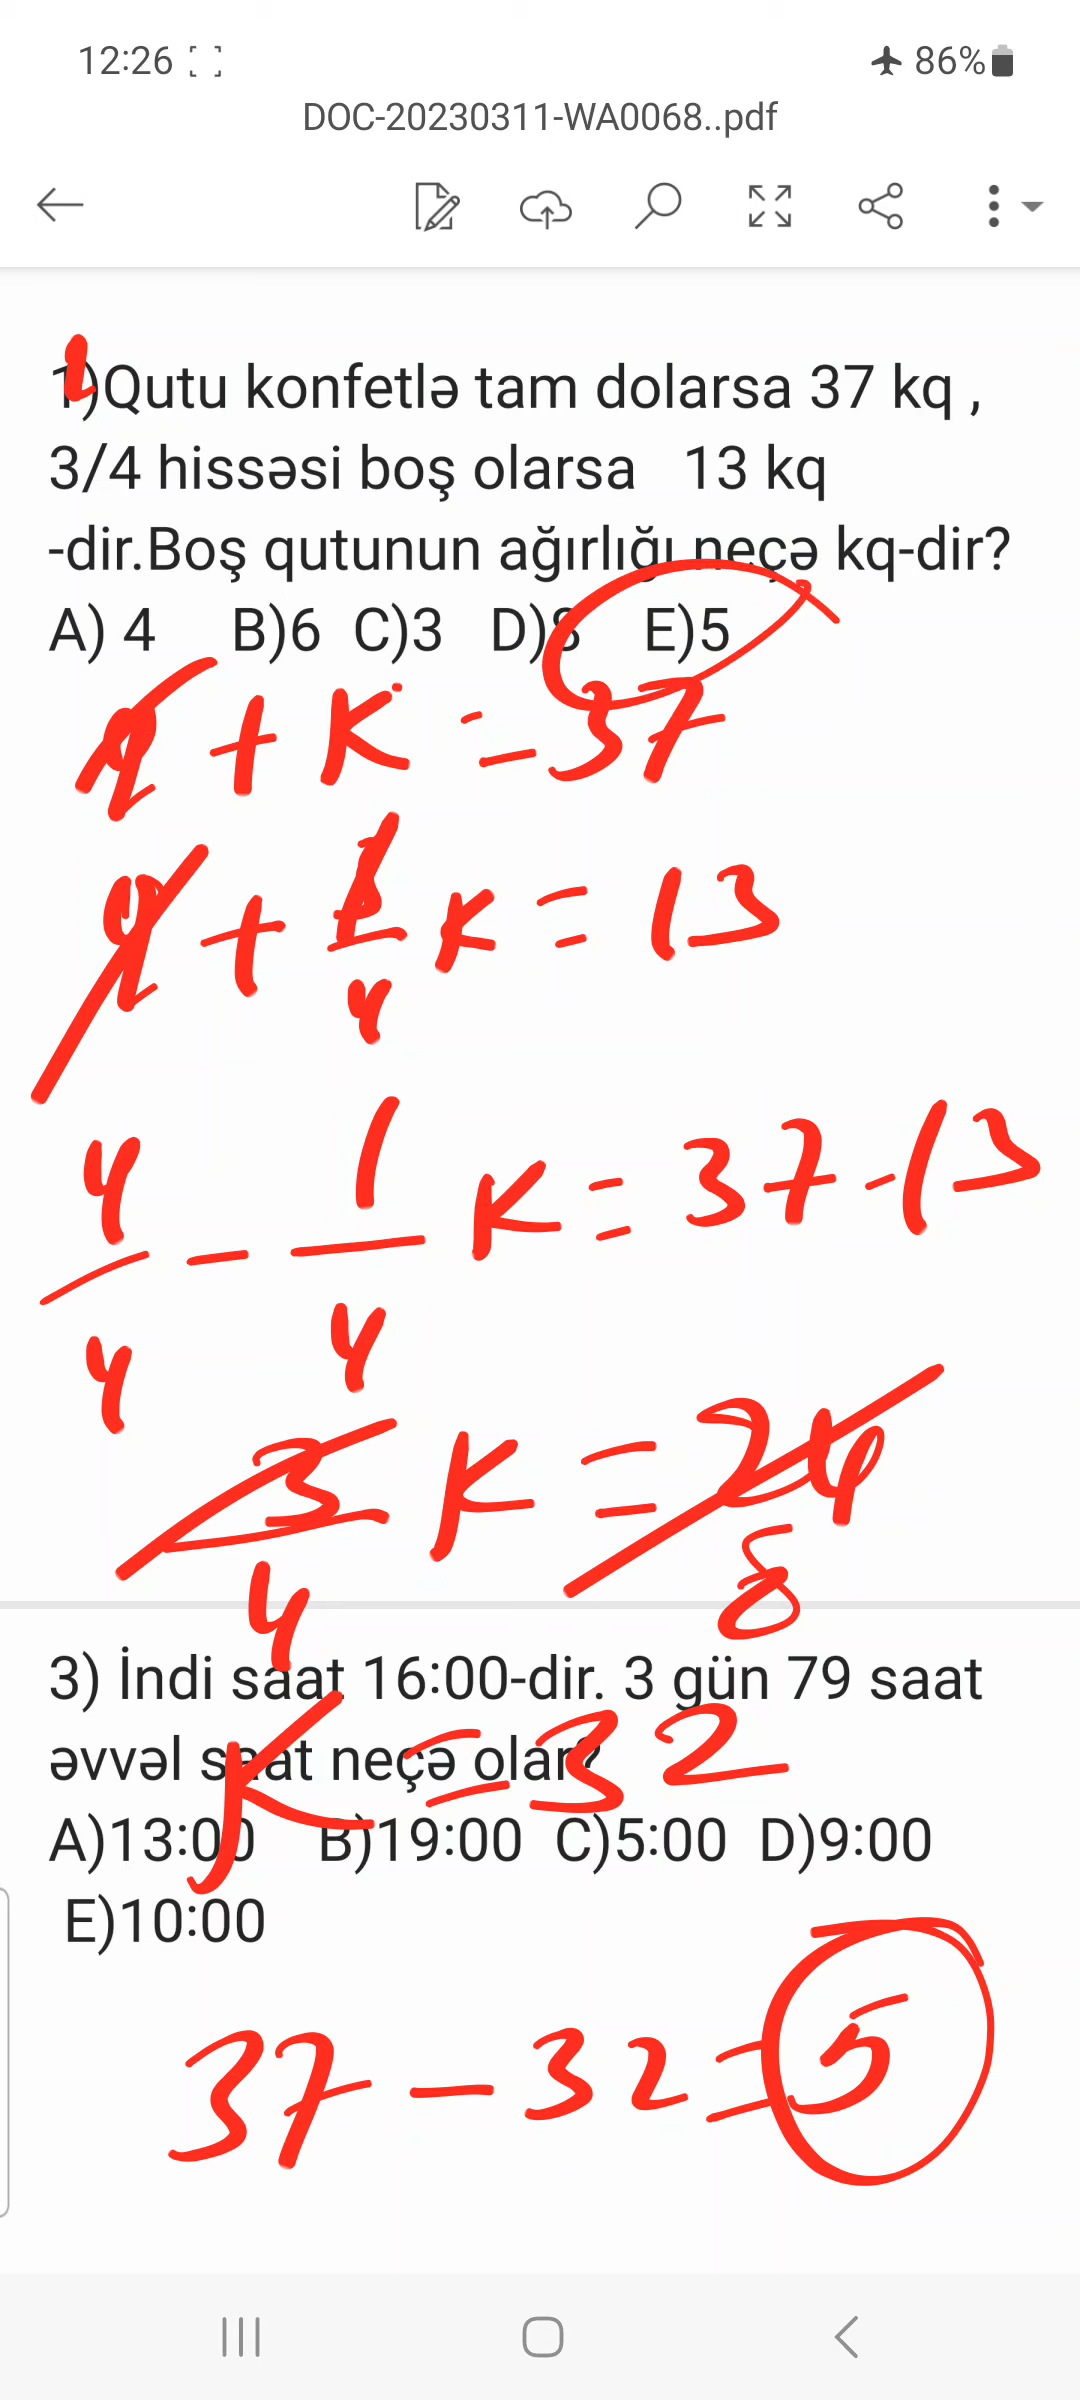 12:26
86%
DOC-20230311-WA0068..pdf
1)Qutu konfetlə tam dolarsa 37 kq ,
3/4 hissəsi boş olarsa 13 kq
-dir.Boş qutunun ağırlığı neçə kq-dir?
A) 4 B)6 C)3 D)8 E)5
q + K = 37
q + 1/4 K = 13
4/4 - 1/4 K = 37 - 13
3/4 K = 24
8
3) İndi saat 16:00-dir. 3 gün 79 saat
əvvəl saat neçə olar?
K = 32
A)13:00 B)19:00 C)5:00 D)9:00
E)10:00
37 - 32 = 5